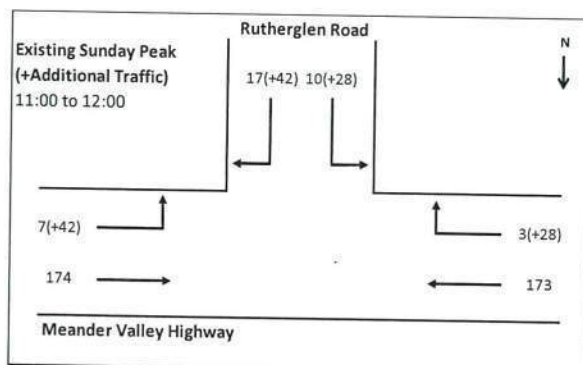 Rutherglen Road
Existing Sunday Peak
(+Additional Traffic)
11:00 to 12:00
N
17(+42) 10(+28)
7(+42)
3(+28)
174
173
Meander Valley Highway